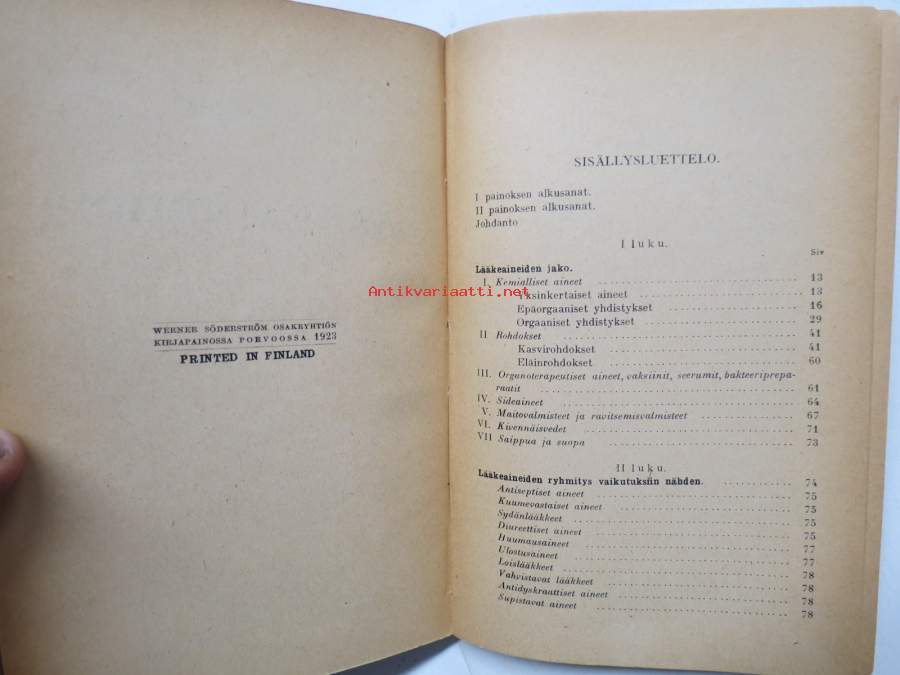 WERNER SÖDERSTRÖM OSAKEYHTIÖN
KIRJAPAINOSSA PORVOOSSA 1923
PRINTED IN FINLAND
Antikvariaatti.net
SISÄLLYSLUETTELO.
I painoksen alkusanat.
II painoksen alkusanat.
Johdanto
I luku.
Siv
Lääkeaineiden jako.
I. Kemialliset aineet 13
Yksinkertaiset aineet 13
Epäorgaaniset yhdistykset 16
Orgaaniset yhdistykset 29
II Rohdokset 41
Kasvirohdokset 41
Eläinrohdokset 60
III. Organoterapeutiset aineet, vaksiinit, seerumit, bakteeriprepa-
raatit 61
IV. Sideaineet 64
V. Maitovalmisteet ja ravitsemisvalmisteet 67
VI. Kivennäisvedet 71
VII Saippua ja suopa 73
II luku.
Lääkeaineiden ryhmitys vaikutuksiin nähden. 74
Antiseptiset aineet 75
Kuumevastaiset aineet 75
Sydänlääkkeet 75
Diureettiset aineet 75
Huumausaineet 77
Ulostusaineet 77
Loislääkkeet 78
Vahvistavat lääkkeet 78
Antidyskraattiset aineet 78
Supistavat aineet 78